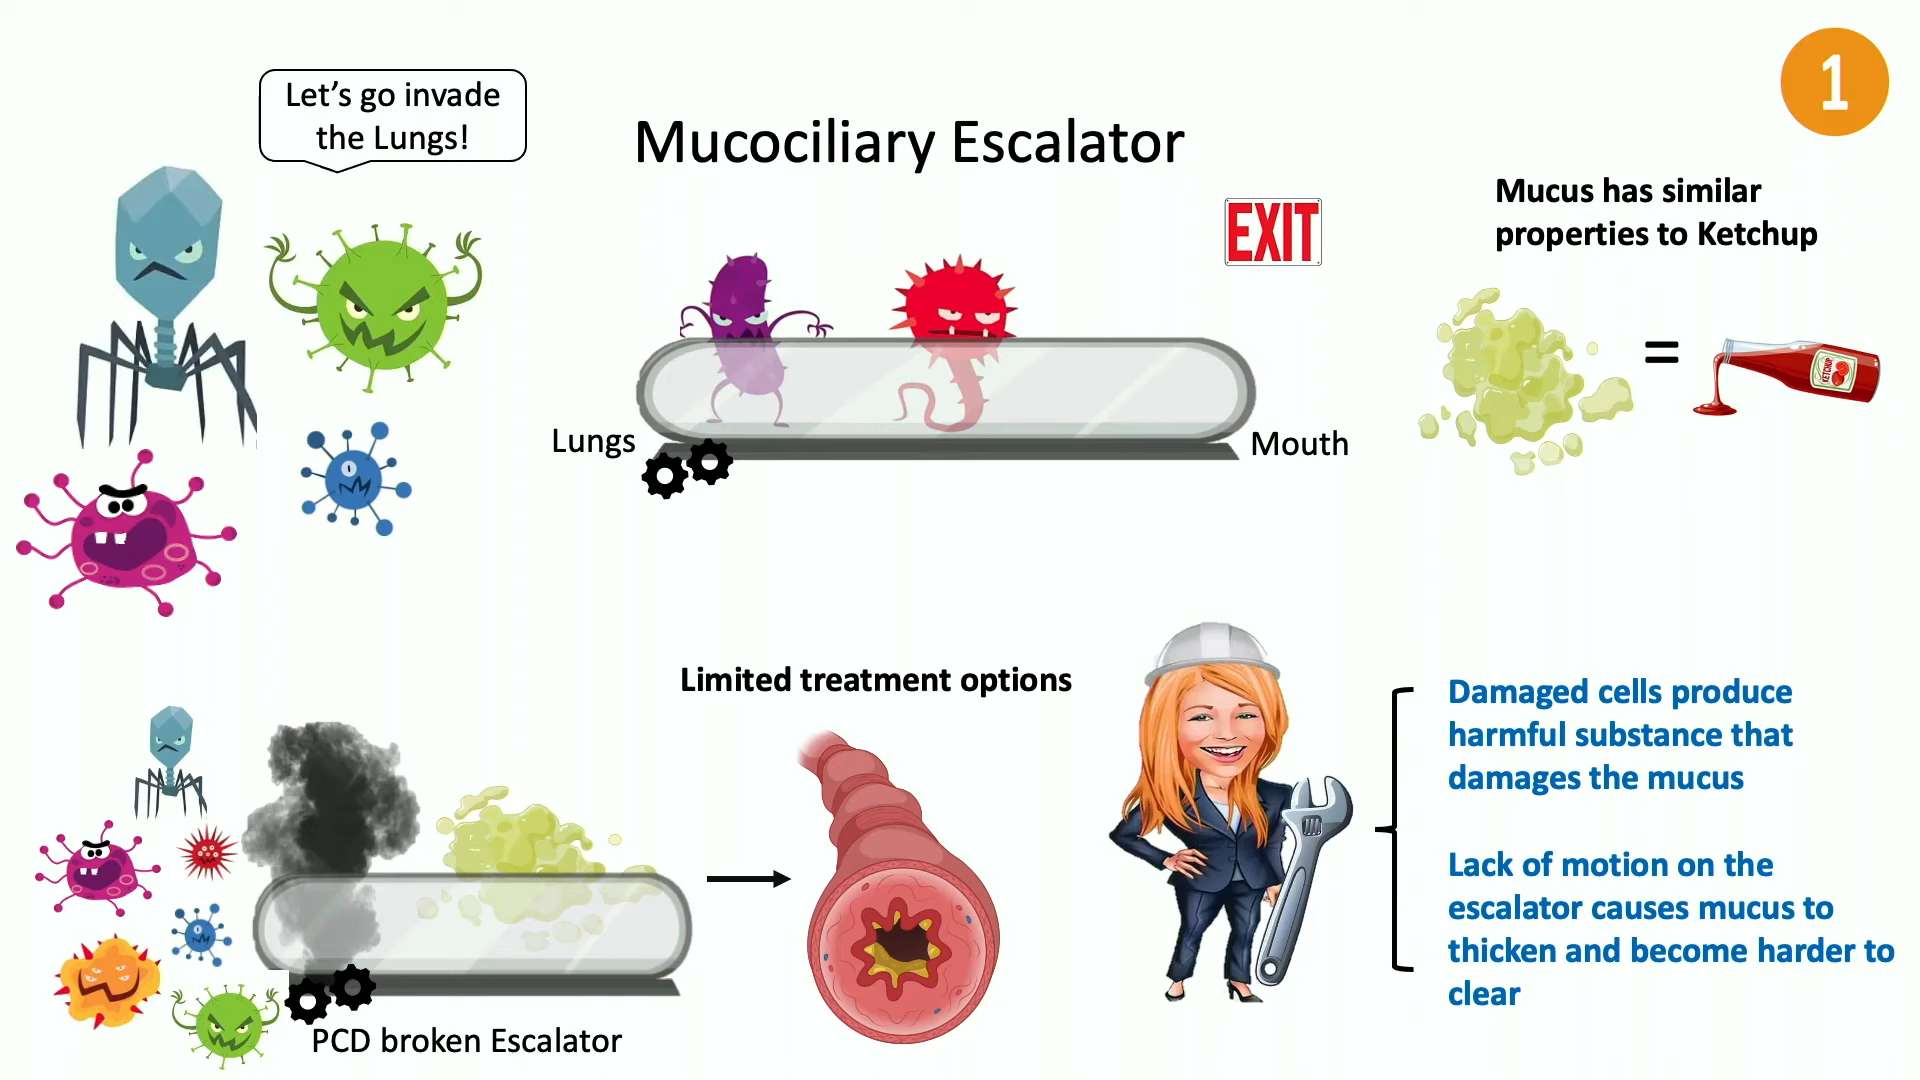 1
Let's go invade
the Lungs!
Mucociliary Escalator
EXIT
Mucus has similar
properties to Ketchup
=
KETCHUP
Lungs
Mouth
Limited treatment options
Damaged cells produce
harmful substance that
damages the mucus
Lack of motion on the
escalator causes mucus to
thicken and become harder to
clear
PCD broken Escalator